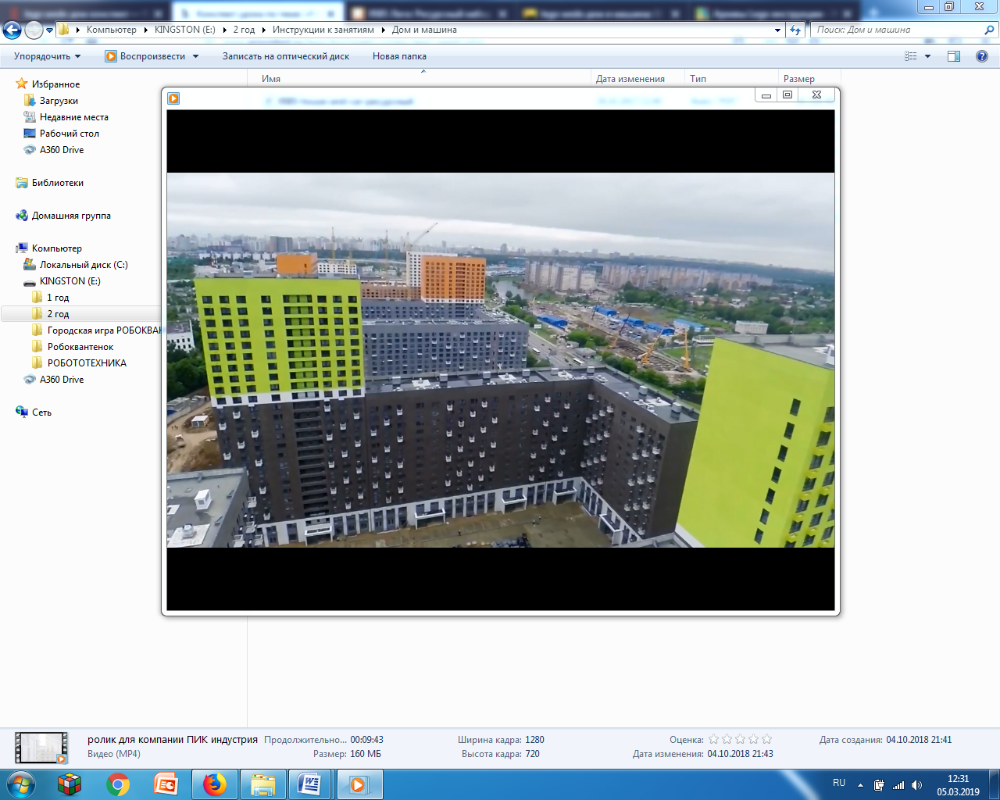 Компьютер ▸ KINGSTON (E:) ▸ 2 год ▸ Инструкции к занятиям ▸ Дом и машина
Поиск: Дом и машина
Упорядочить
Воспроизвести
Записать на оптический диск
Новая папка
Имя
Дата изменения
Тип
Размер
Избранное
Загрузки
Недавние места
Рабочий стол
A360 Drive
Библиотеки
Домашняя группа
Компьютер
Локальный диск (C:)
KINGSTON (E:)
1 год
2 год
Городская игра РОБОКВАН
Робоквантенок
РОБОТОТЕХНИКА
A360 Drive
Сеть
ролик для компании ПИК индустрия
Видео (MP4)
Продолжительно... 00:09:43
Размер: 160 МБ
Ширина кадра: 1280
Высота кадра: 720
Оценка:
Дата изменения: 04.10.2018 21:43
Дата создания: 04.10.2018 21:41
RU
12:31
05.03.2019